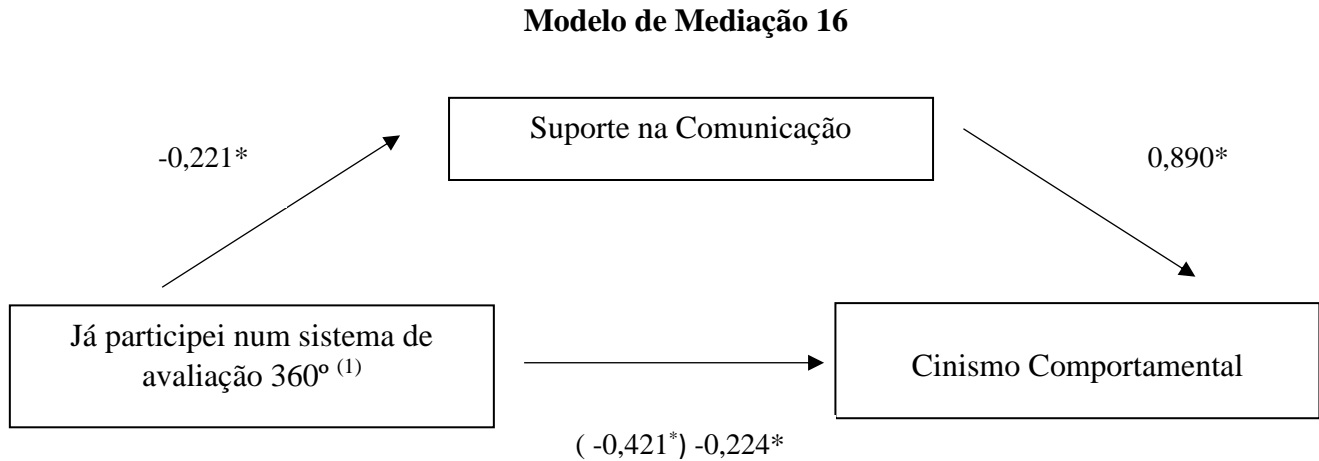 Modelo de Mediação 16
Suporte na Comunicação
-0,221*
0,890*
Já participei num sistema de
avaliação 360º (1)
Cinismo Comportamental
( -0,421*) -0,224*